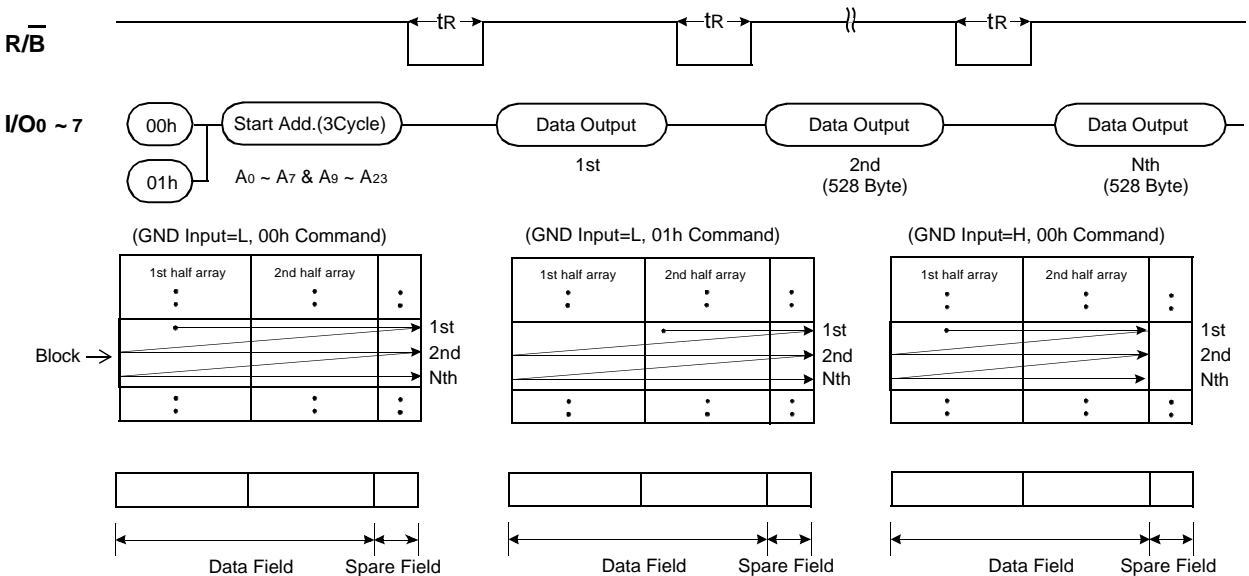 R/B
tR
tR
tR
I/O0 ~ 7
00h
Start Add.(3Cycle)
Data Output
Data Output
Data Output
01h
A0 ~ A7 & A9 ~ A23
1st
2nd
(528 Byte)
Nth
(528 Byte)
(GND Input=L, 00h Command)
(GND Input=L, 01h Command)
(GND Input=H, 00h Command)
1st half array
2nd half array
1st half array
2nd half array
1st half array
2nd half array
Block
1st
2nd
Nth
1st
2nd
Nth
1st
2nd
Nth
Data Field
Spare Field
Data Field
Spare Field
Data Field
Spare Field